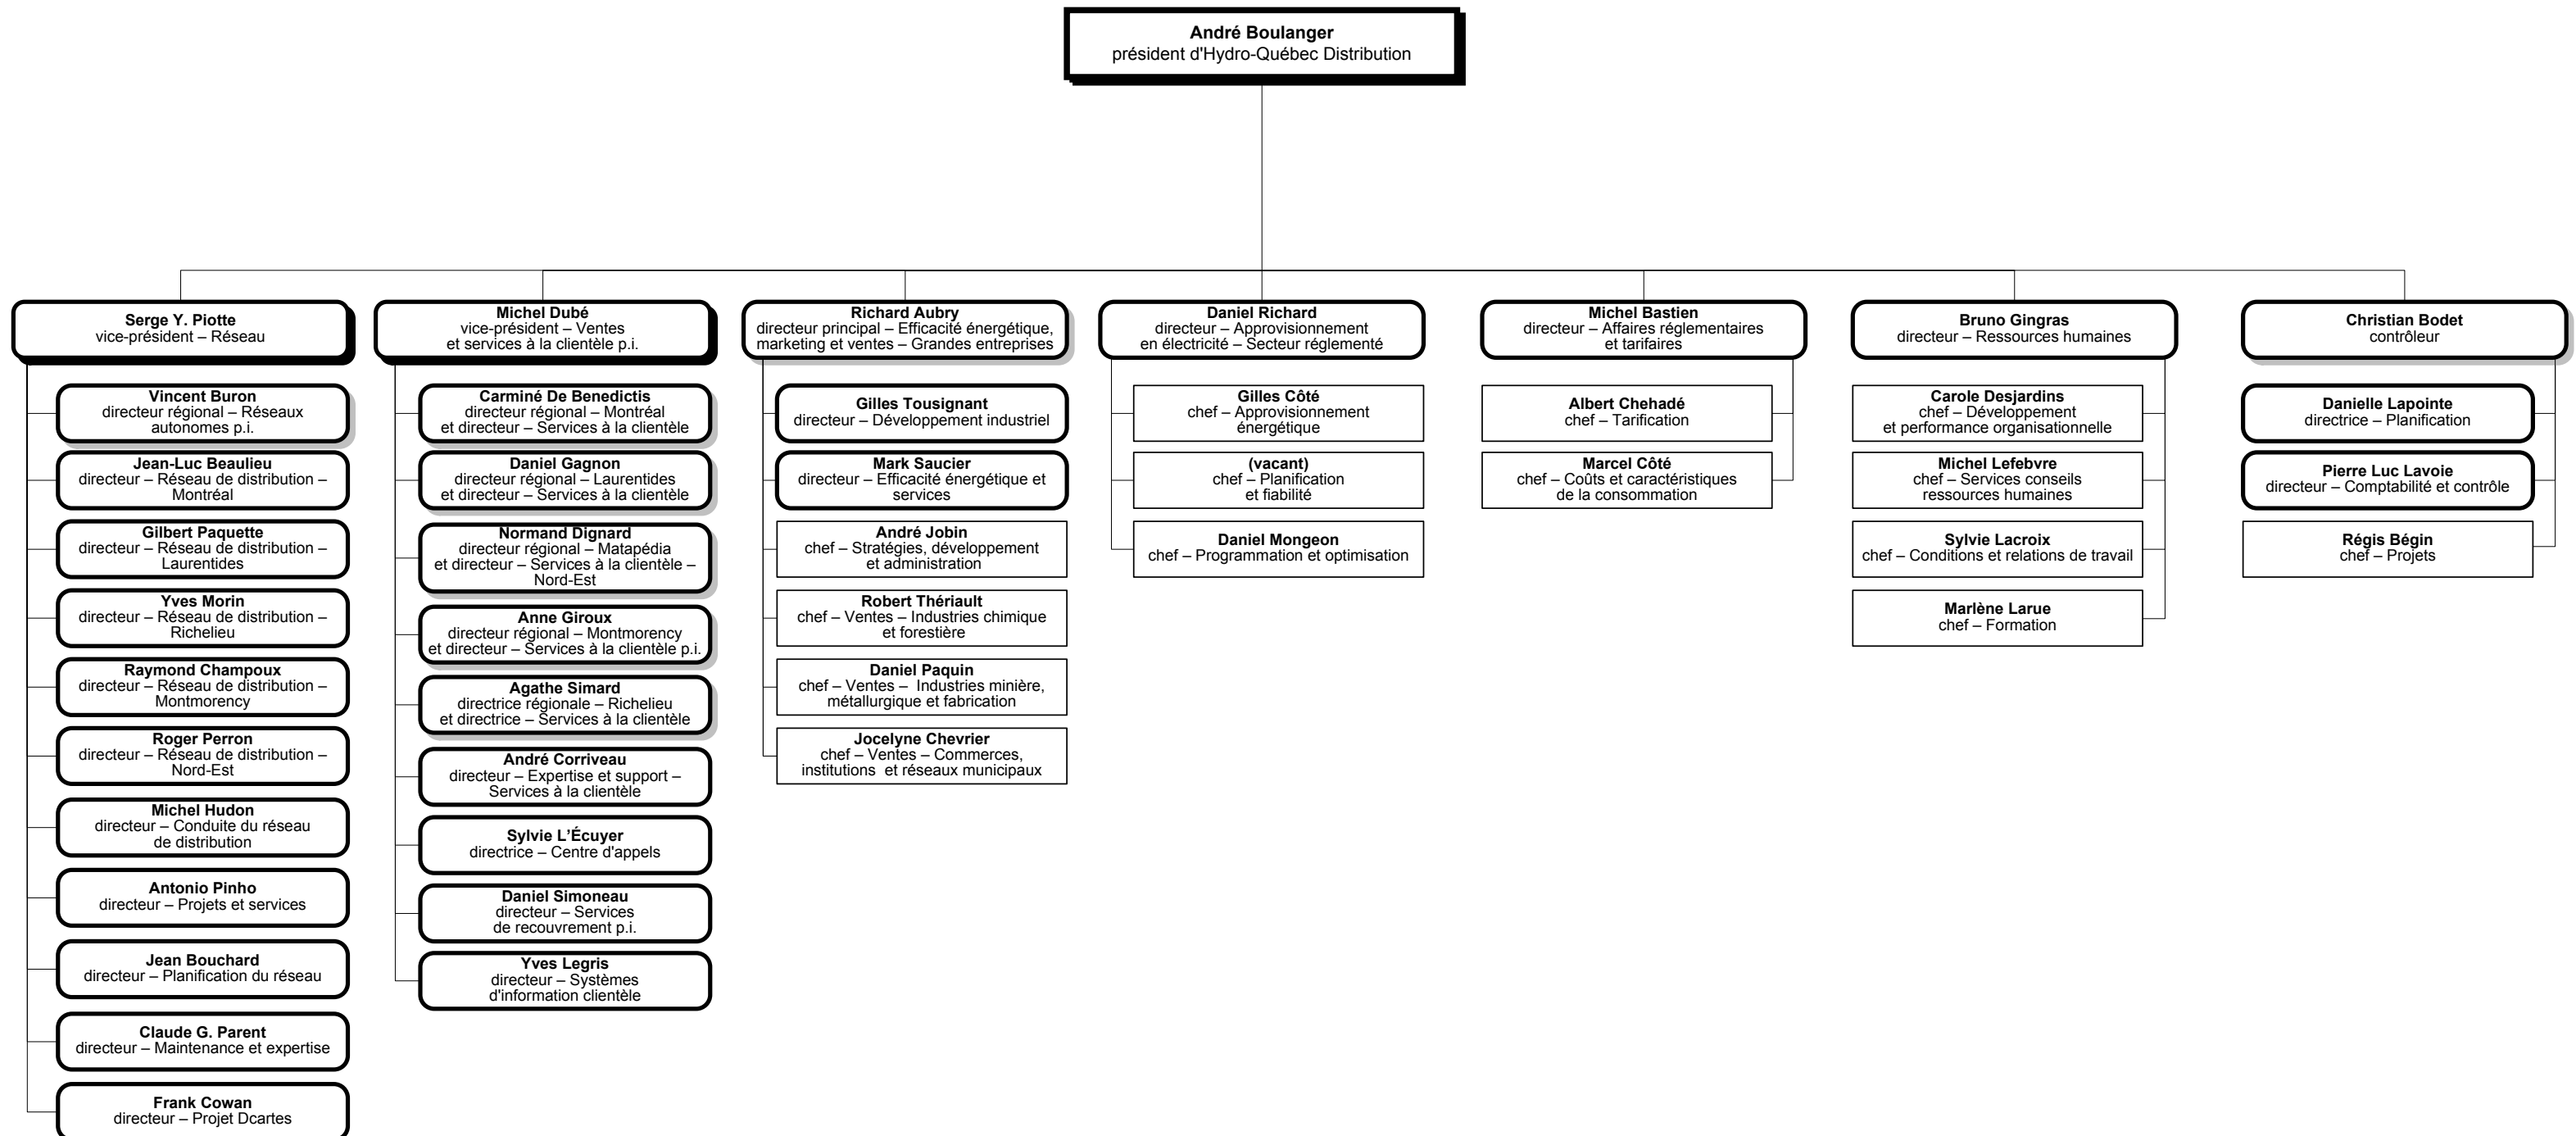 André Boulanger
président d'Hydro-Québec Distribution
Serge Y. Piotte
vice-président – Réseau
Vincent Buron
directeur régional – Réseaux
autonomes p.i.
Jean-Luc Beaulieu
directeur – Réseau de distribution –
Montréal
Gilbert Paquette
directeur – Réseau de distribution –
Laurentides
Yves Morin
directeur – Réseau de distribution –
Richelieu
Raymond Champoux
directeur – Réseau de distribution –
Montmorency
Roger Perron
directeur – Réseau de distribution –
Nord-Est
Michel Hudon
directeur – Conduite du réseau
de distribution
Antonio Pinho
directeur – Projets et services
Jean Bouchard
directeur – Planification du réseau
Claude G. Parent
directeur – Maintenance et expertise
Frank Cowan
directeur – Projet Dcartes
Michel Dubé
vice-président – Ventes
et services à la clientèle p.i.
Carminé De Benedictis
directeur régional – Montréal
et directeur – Services à la clientèle
Daniel Gagnon
directeur régional – Laurentides
et directeur – Services à la clientèle
Normand Dignard
directeur régional – Matapédia
et directeur – Services à la clientèle –
Nord-Est
Anne Giroux
directeur régional – Montmorency
et directeur – Services à la clientèle p.i.
Agathe Simard
directrice régionale – Richelieu
et directrice – Services à la clientèle
André Corriveau
directeur – Expertise et support –
Services à la clientèle
Sylvie L’Écuyer
directrice – Centre d'appels
Daniel Simoneau
directeur – Services
de recouvrement p.i.
Yves Legris
directeur – Systèmes
d'information clientèle
Richard Aubry
directeur principal – Efficacité énergétique,
marketing et ventes – Grandes entreprises
Gilles Tousignant
directeur – Développement industriel
Mark Saucier
directeur – Efficacité énergétique et
services
André Jobin
chef – Stratégies, développement
et administration
Robert Thériault
chef – Ventes – Industries chimique
et forestière
Daniel Paquin
chef – Ventes – Industries minière,
métallurgique et fabrication
Jocelyne Chevrier
chef – Ventes – Commerces,
institutions et réseaux municipaux
Daniel Richard
directeur – Approvisionnement
en électricité – Secteur réglementé
Gilles Côté
chef – Approvisionnement
énergétique
(vacant)
chef – Planification
et fiabilité
Daniel Mongeon
chef – Programmation et optimisation
Michel Bastien
directeur – Affaires réglementaires
et tarifaires
Albert Chehadé
chef – Tarification
Marcel Côté
chef – Coûts et caractéristiques
de la consommation
Bruno Gingras
directeur – Ressources humaines
Carole Desjardins
chef – Développement
et performance organisationnelle
Michel Lefebvre
chef – Services conseils
ressources humaines
Sylvie Lacroix
chef – Conditions et relations de travail
Marlène Larue
chef – Formation
Christian Bodet
contrôleur
Danielle Lapointe
directrice – Planification
Pierre Luc Lavoie
directeur – Comptabilité et contrôle
Régis Bégin
chef – Projets